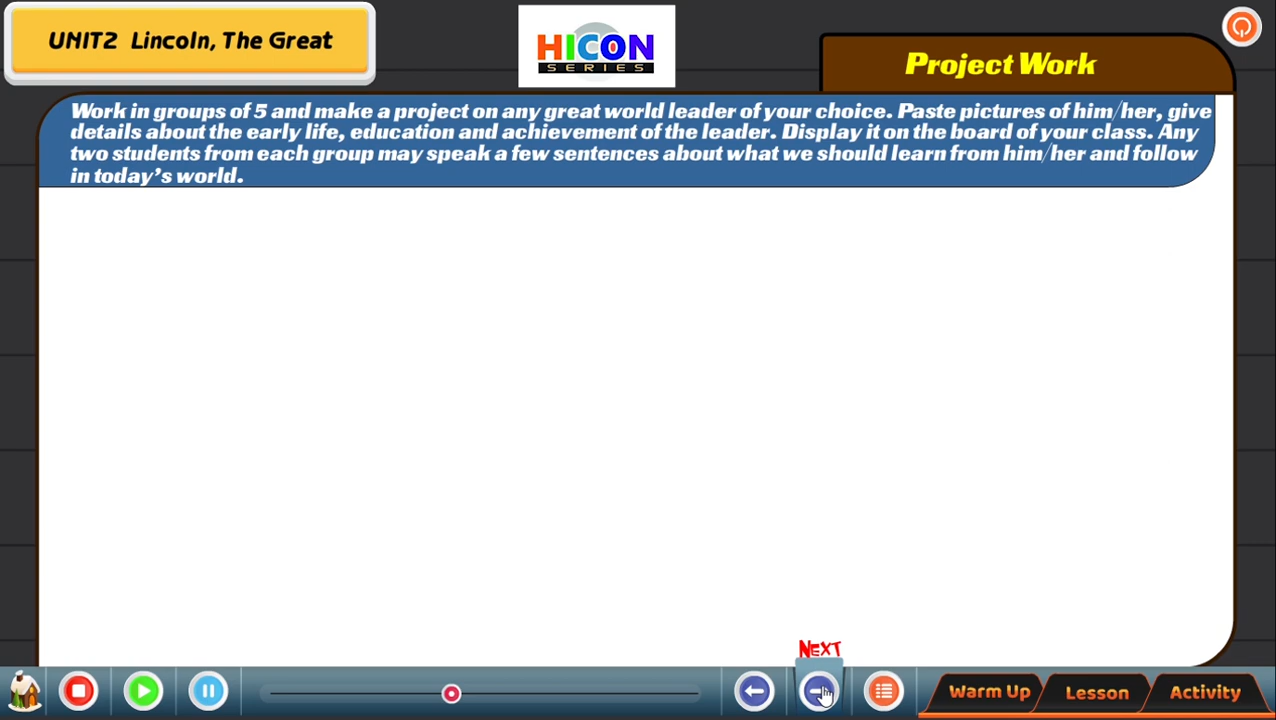 UNIT2 Lincoln, The Great
HICON
SERIES
Project Work
Work in groups of 5 and make a project on any great world leader of your choice. Paste pictures of him/her, give
details about the early life, education and achievement of the leader. Display it on the board of your class. Any
two students from each group may speak a few sentences about what we should learn from him/her and follow
in today's world.
NEXT
Warm Up
Lesson
Activity